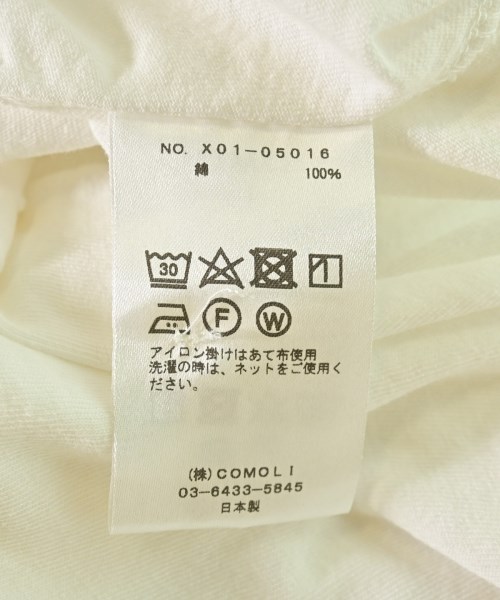 NO. X01-05016
綿 100%
30
F W
アイロン掛けはあて布使用
洗濯の時は、ネットをご使用く
ださい。
(株)COMOLI
03-6433-5845
日本製